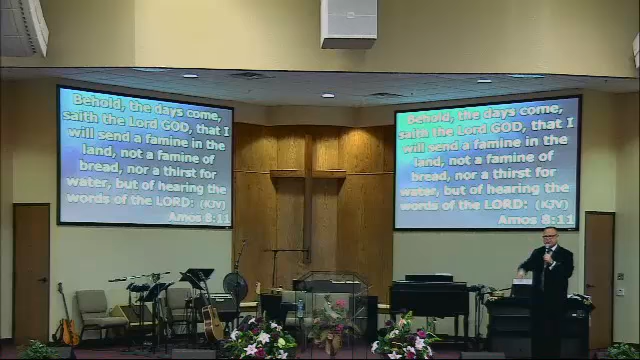 Behold, the days come,
saith the Lord GOD, that I
will send a famine in the
land, not a famine of
bread, nor a thirst for
water, but of hearing the
words of the LORD: (KJV)
Amos 8:11
Behold, the days come,
saith the Lord GOD, that I
will send a famine in the
land, not a famine of
bread, nor a thirst for
water, but of hearing the
words of the LORD: (KJV)
Amos 8:11